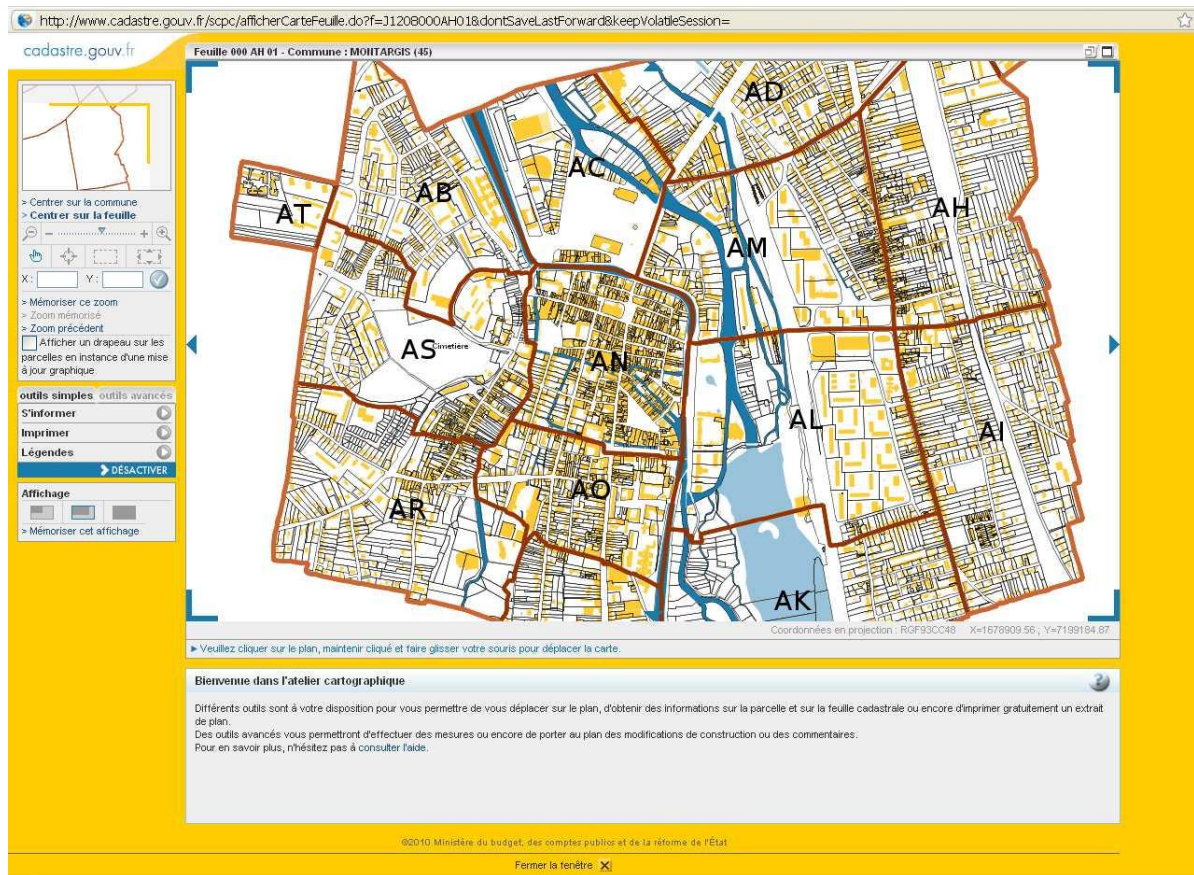 http://www.cadastre.gouv.fr/scpc/afficherCarteFeuille.do?f=J1208000AH01&dontSaveLastForward&keepVolatileSession=
cadastre.gouv.fr
Feuille 000 AH 01 - Commune : MONTARGIS (45)
> Centrer sur la commune
> Centrer sur la feuille
X : Y :
> Mémoriser ce zoom
> Zoom mémorisé
> Zoom précédent
Afficher un drapeau sur les
parcelles en instance d'une mise
à jour graphique
outils simples outils avancés
S'informer
Imprimer
Légendes
DÉSACTIVER
Affichage
> Mémoriser cet affichage
AD
AC
AB
AH
AT
AM
AS
Cimetière
AN
AL
AI
AO
AR
AK
Coordonnées en projection : RGF93CC48 X=1678909.56 ; Y=7199184.87
Veuillez cliquer sur le plan, maintenir cliqué et faire glisser votre souris pour déplacer la carte.
Bienvenue dans l'atelier cartographique
?
Différents outils sont à votre disposition pour vous permettre de vous déplacer sur le plan, d'obtenir des informations sur la parcelle et sur la feuille cadastrale ou encore d'imprimer gratuitement un extrait
de plan.
Des outils avancés vous permettront d'effectuer des mesures ou encore de porter au plan des modifications de construction ou des commentaires.
Pour en savoir plus, n'hésitez pas à consulter l'aide.
©2010 Ministère du budget, des comptes publics et de la réforme de l'État
Fermer la fenêtre